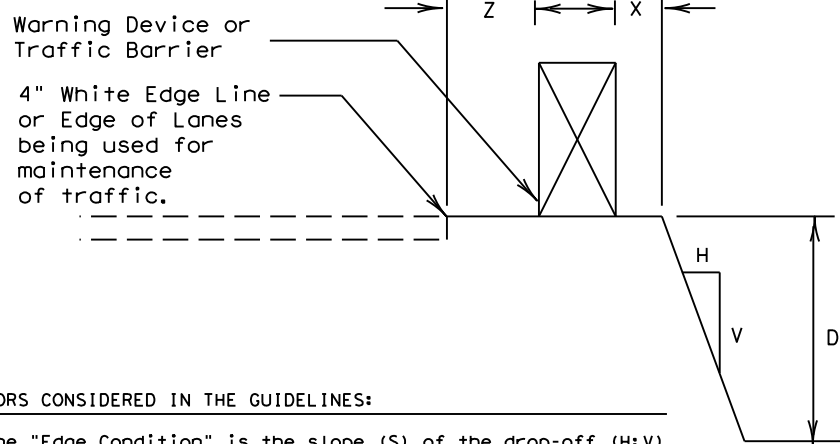 Z X
Warning Device or
Traffic Barrier
4" White Edge Line
or Edge of Lanes
being used for
maintenance
of traffic.
H
V
D
ORS CONSIDERED IN THE GUIDELINES:
"Edge Condition" is the slope (S) of the drop-off (H:V)